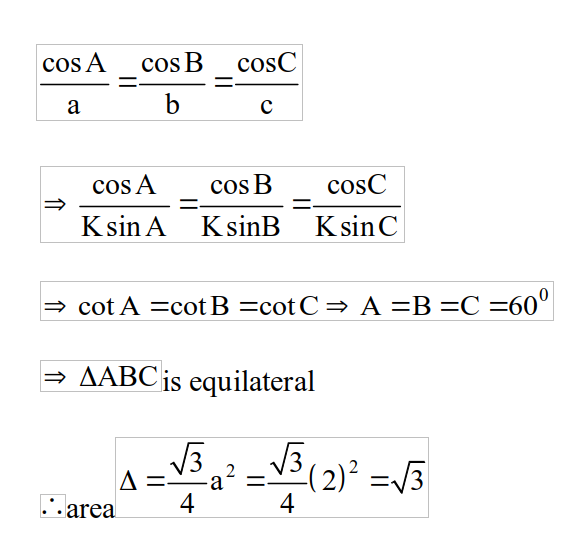 cos A / a = cos B / b = cosC / c
⇒ cos A / K sin A = cos B / K sinB = cosC / K sin C
⇒ cot A =cot B =cot C ⇒ A =B =C =60⁰
⇒ ΔABC is equilateral
∴ area Δ = √3/4 a² = √3/4 (2)² =√3